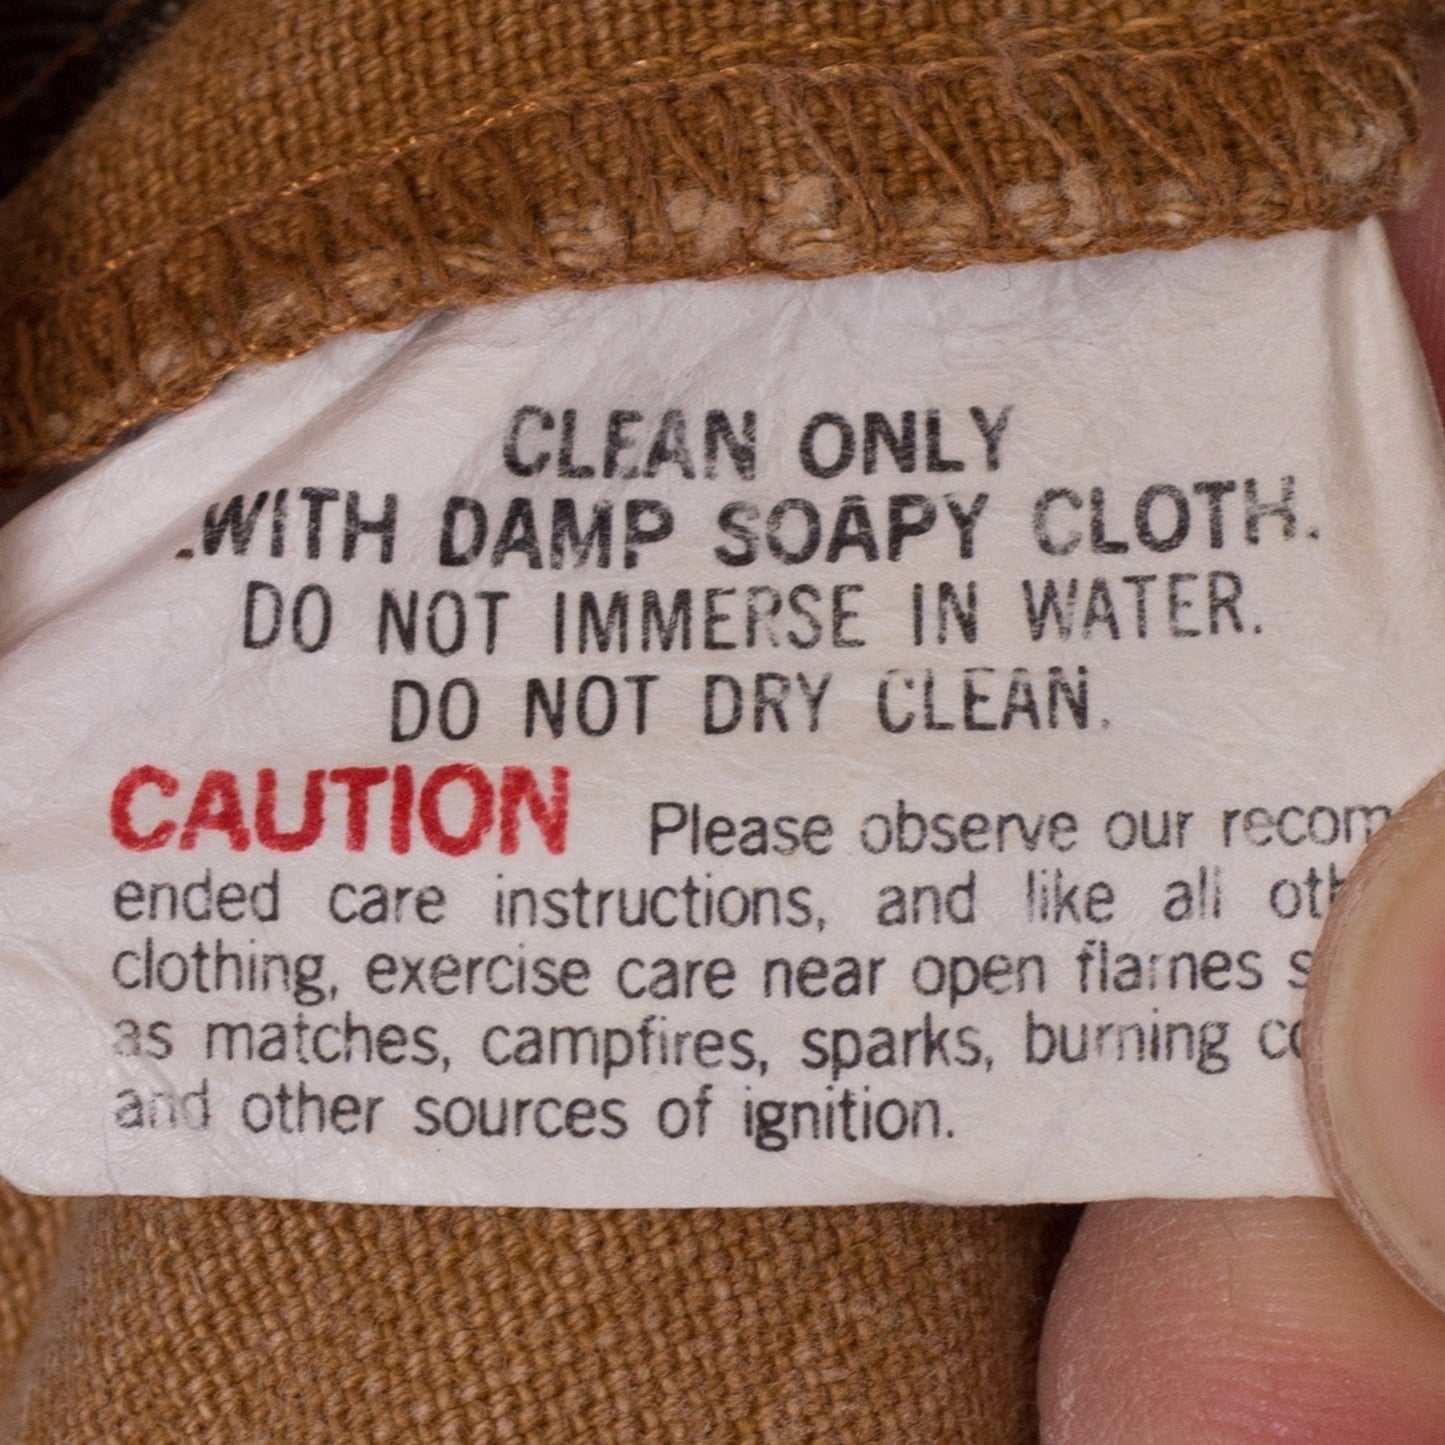 CLEAN ONLY
WITH DAMP SOAPY CLOTH.
DO NOT IMMERSE IN WATER.
DO NOT DRY CLEAN.
CAUTION Please observe our recom
ended care instructions, and like all
clothing, exercise care near open flames
as matches, campfires, sparks, burning
and other sources of ignition.